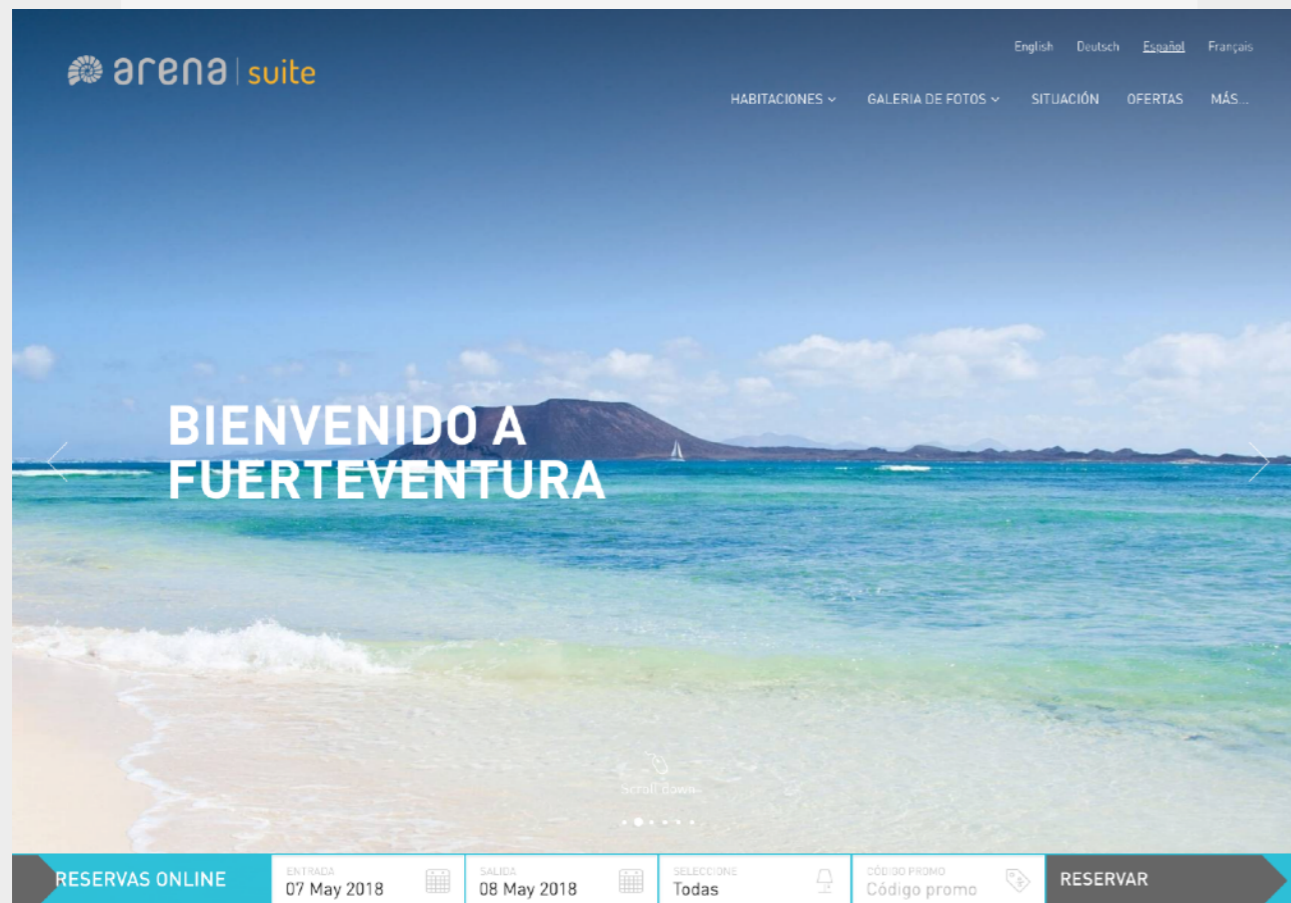 arena | suite
English Deutsch Español Français
HABITACIONES GALERIA DE FOTOS SITUACIÓN OFERTAS MÁS...
BIENVENIDO A
FUERTEVENTURA
Scroll down
RESERVAS ONLINE
ENTRADA
07 May 2018
SALIDA
08 May 2018
SELECCIONE
Todas
CÓDIGO PROMO
Código promo
RESERVAR